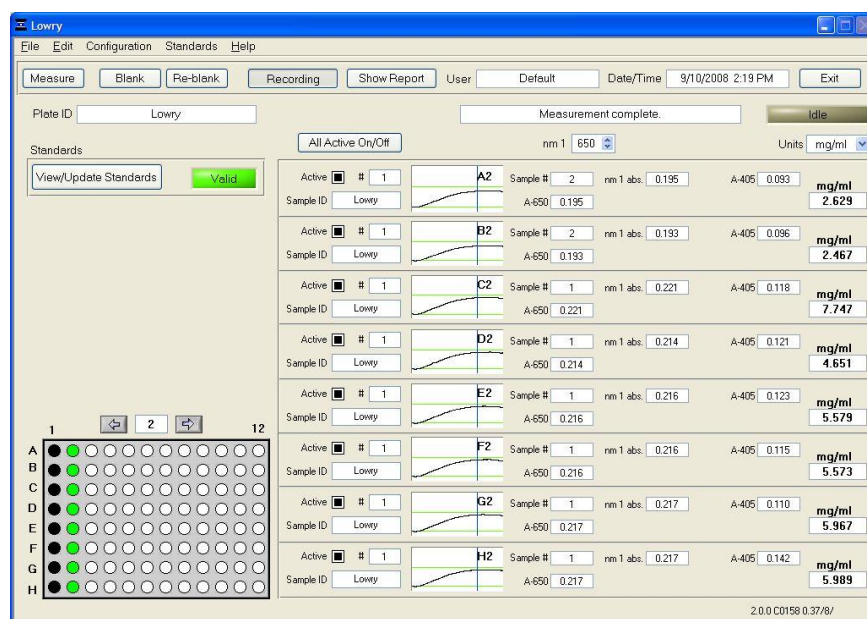 Lowry
File Edit Configuration Standards Help
Measure Blank Re-blank Recording Show Report User Default Date/Time 9/10/2008 2:19 PM Exit
Plate ID Lowry Measurement complete. Idle
All Active On/Off nm 1 650 Units mg/ml
Standards
View/Update Standards Valid
Active # 1 A2 Sample # 2 nm 1 abs. 0.195 A-405 0.093 mg/ml
Sample ID Lowry A-650 0.195 2.629
Active # 1 B2 Sample # 2 nm 1 abs. 0.193 A-405 0.096 mg/ml
Sample ID Lowry A-650 0.193 2.467
Active # 1 C2 Sample # 1 nm 1 abs. 0.221 A-405 0.118 mg/ml
Sample ID Lowry A-650 0.221 7.747
Active # 1 D2 Sample # 1 nm 1 abs. 0.214 A-405 0.121 mg/ml
Sample ID Lowry A-650 0.214 4.651
Active # 1 E2 Sample # 1 nm 1 abs. 0.216 A-405 0.123 mg/ml
Sample ID Lowry A-650 0.216 5.579
Active # 1 F2 Sample # 1 nm 1 abs. 0.216 A-405 0.115 mg/ml
Sample ID Lowry A-650 0.216 5.573
Active # 1 G2 Sample # 1 nm 1 abs. 0.217 A-405 0.110 mg/ml
Sample ID Lowry A-650 0.217 5.967
Active # 1 H2 Sample # 1 nm 1 abs. 0.217 A-405 0.142 mg/ml
Sample ID Lowry A-650 0.217 5.989
1 2 12
A
B
C
D
E
F
G
H
2.0.0 C0158 0.37/8/